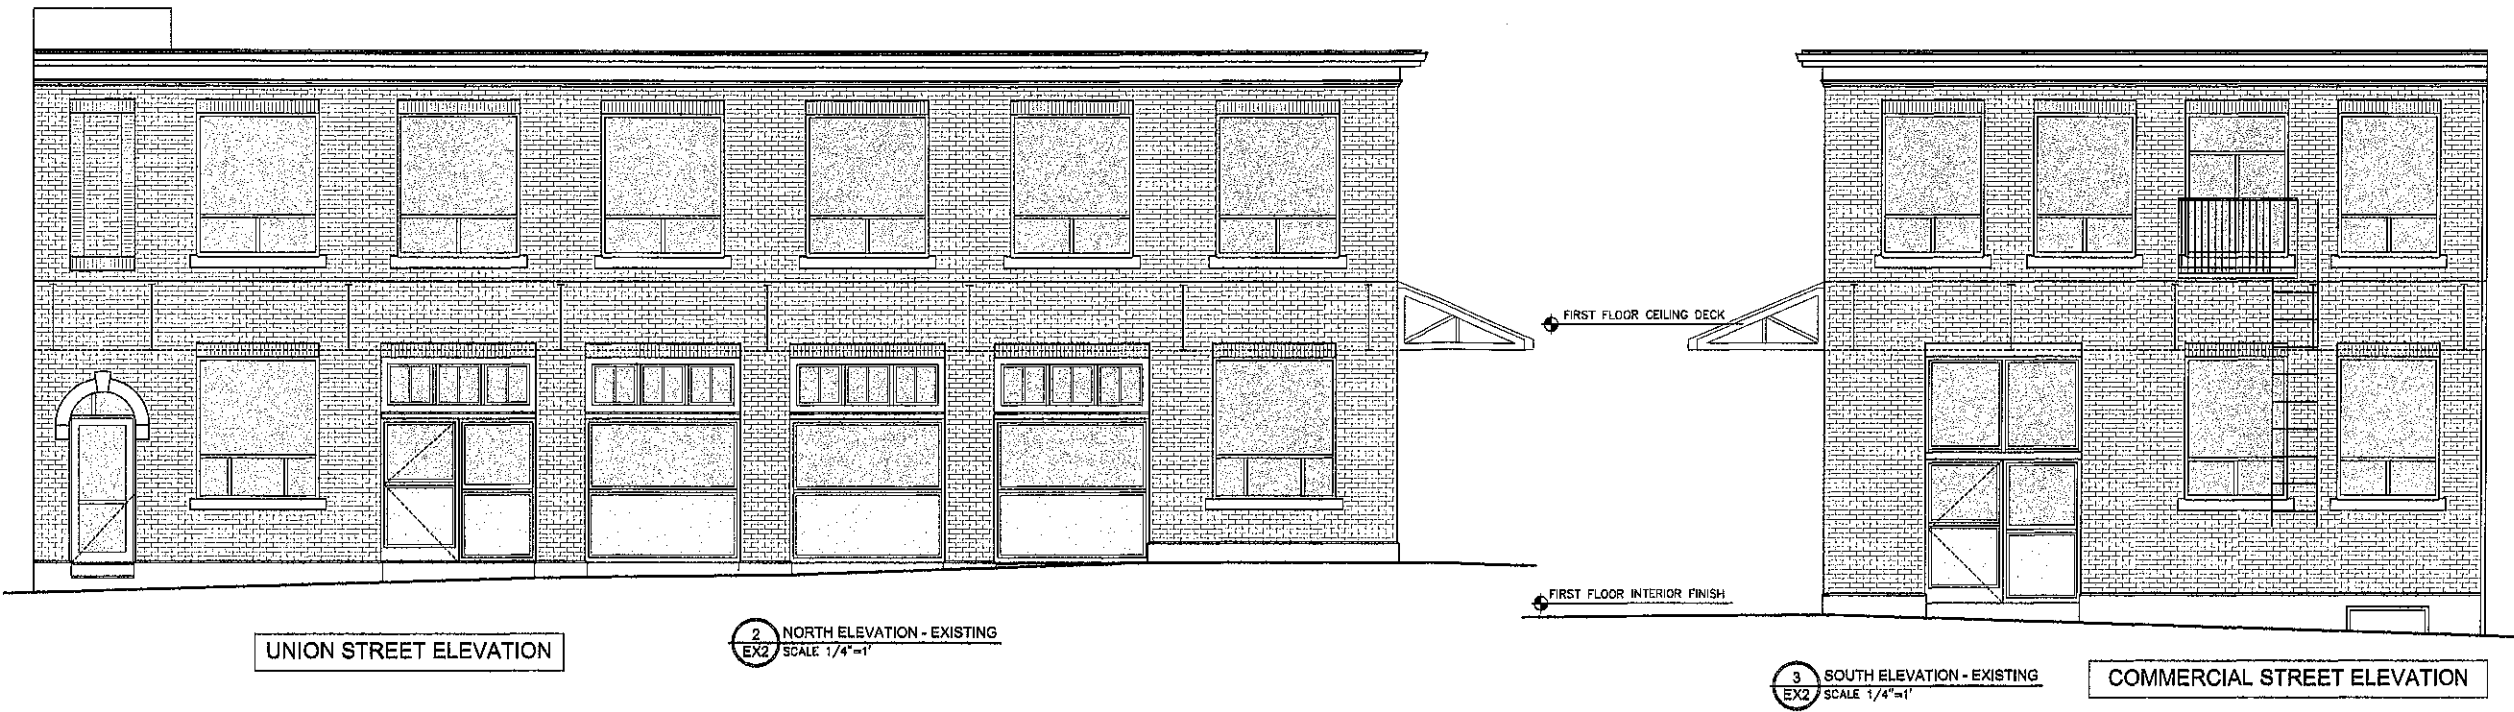 FIRST FLOOR CEILING DECK
FIRST FLOOR INTERIOR FINISH
UNION STREET ELEVATION
2
EX2
NORTH ELEVATION - EXISTING
SCALE 1/4"=1'
3
EX2
SOUTH ELEVATION - EXISTING
SCALE 1/4"=1'
COMMERCIAL STREET ELEVATION